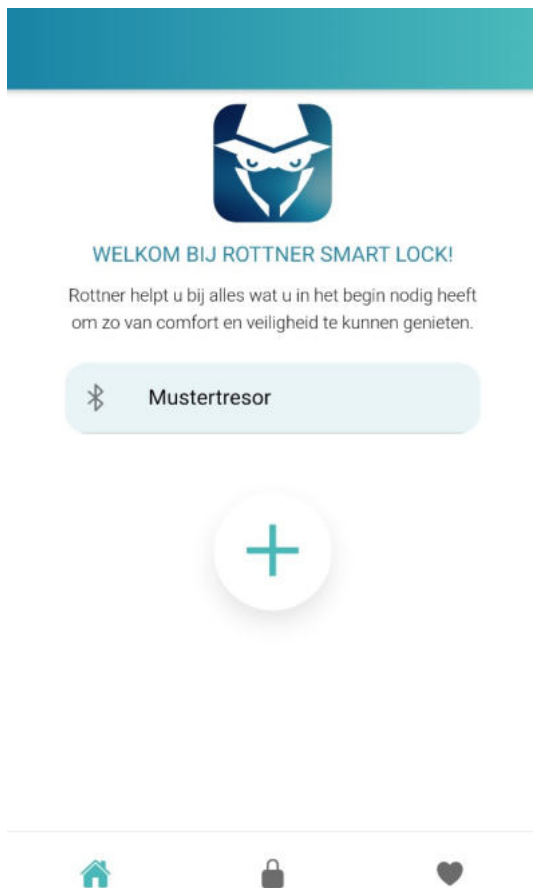 WELKOM BIJ ROTTNER SMART LOCK!
Rottner helpt u bij alles wat u in het begin nodig heeft
om zo van comfort en veiligheid te kunnen genieten.
Mustertresor